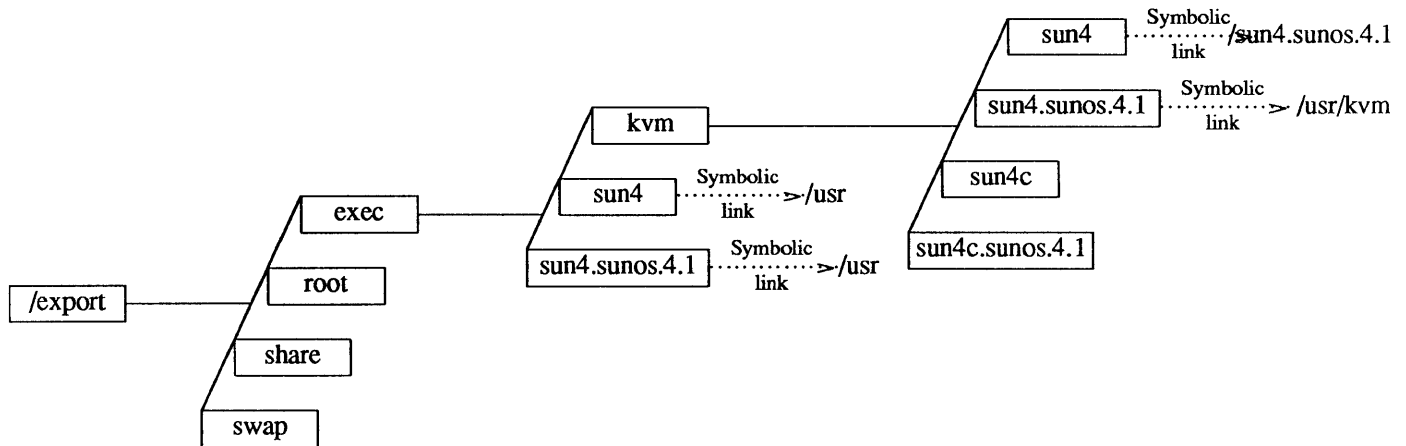 sun4
Symbolic
link
/sun4.sunos.4.1
sun4.sunos.4.1
Symbolic
link
/usr/kvm
kvm
sun4c
sun4
Symbolic
link
/usr
exec
sun4c.sunos.4.1
sun4.sunos.4.1
Symbolic
link
/usr
root
/export
share
swap